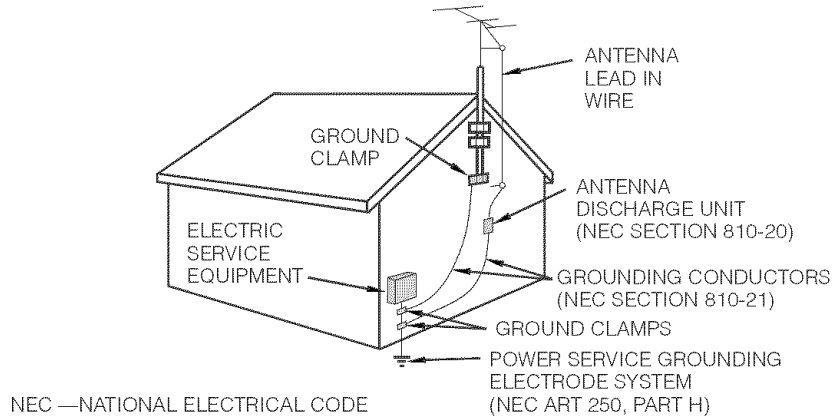 ANTENNA
LEAD IN
WIRE
GROUND
CLAMP
ANTENNA
DISCHARGE UNIT
(NEC SECTION 810-20)
ELECTRIC
SERVICE
EQUIPMENT
GROUNDING CONDUCTORS
(NEC SECTION 810-21)
GROUND CLAMPS
POWER SERVICE GROUNDING
ELECTRODE SYSTEM
(NEC ART 250, PART H)
NEC —NATIONAL ELECTRICAL CODE